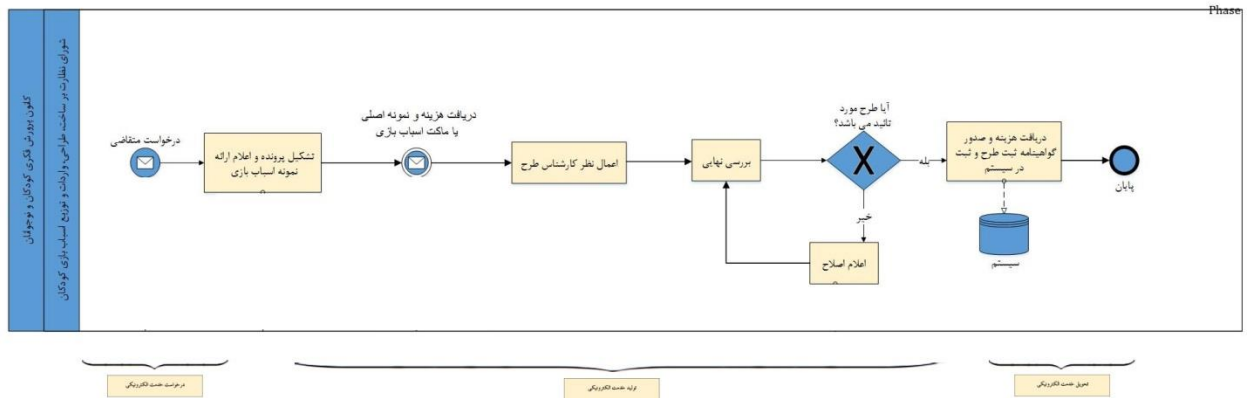 Phase
کانون پرورش فکری کودکان و نوجوانان
شورای نظارت بر ساخت، طراحی، واردات و توزیع اسباب بازی کودکان
درخواست متقاضی
تشکیل پرونده و اعلام ارائه
نمونه اسباب بازی
دریافت هزینه و نمونه اصلی
یا ماکت اسباب بازی
اعمال نظر کارشناس طرح
بررسی نهایی
آیا طرح مورد
تائید می باشد؟
X
بله
خیر
اعلام اصلاح
دریافت هزینه و صدور
گواهینامه ثبت طرح و ثبت
در سیستم
سیستم
پایان
درخواست خدمت الکترونیکی
تولید خدمت الکترونیکی
تحویل خدمت الکترونیکی